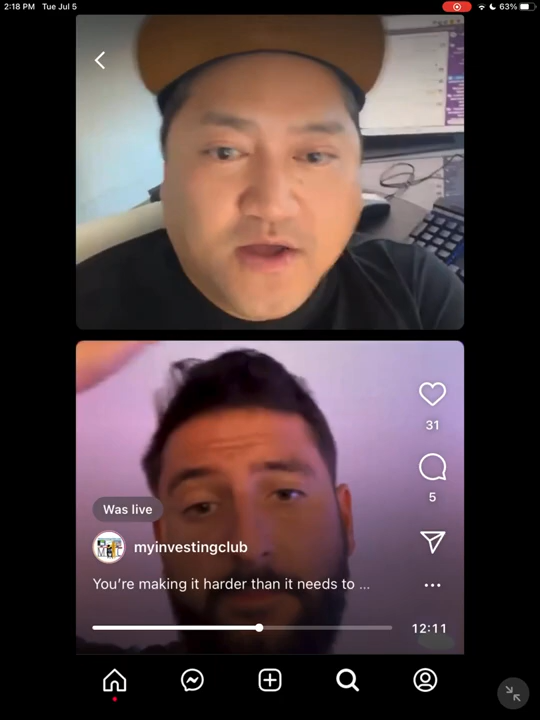 2:18 PM Tue Jul 5
63%
31
5
Was live
myinvestingclub
You're making it harder than it needs to ...
12:11